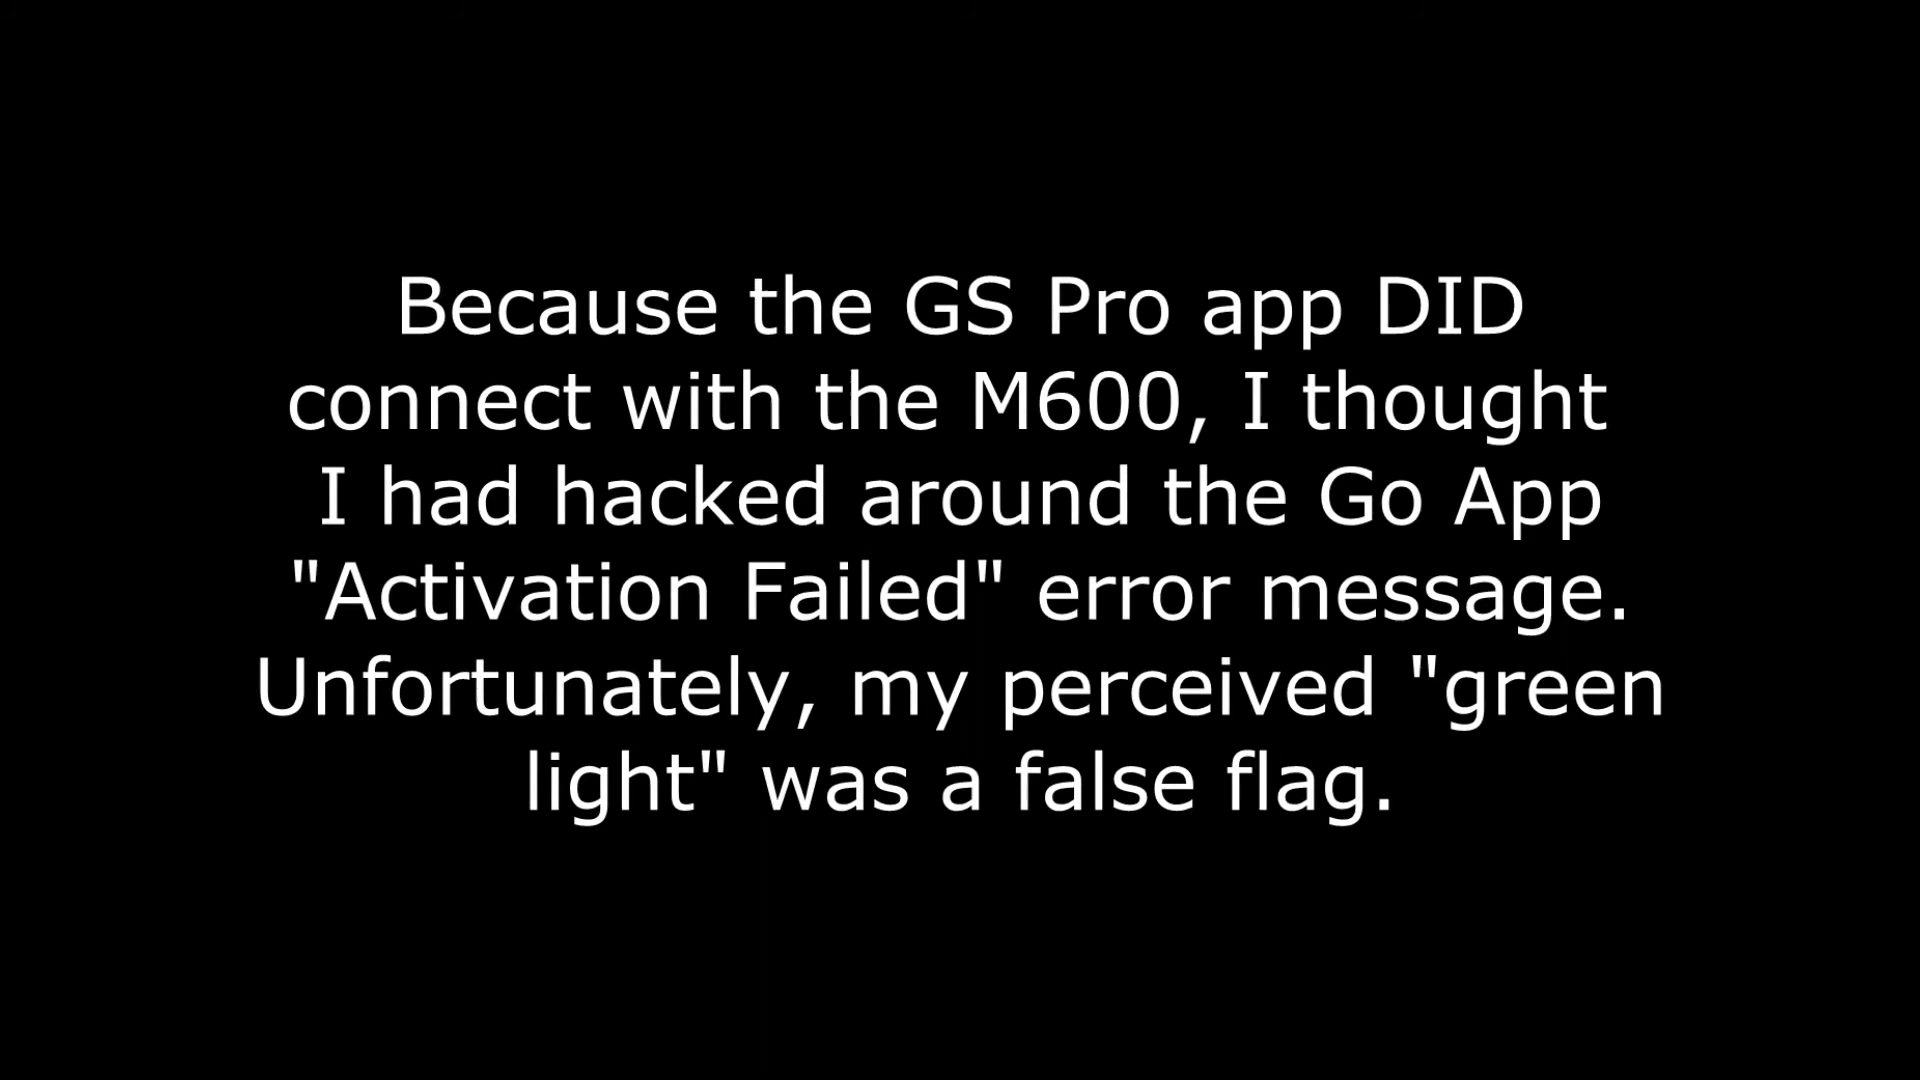 Because the GS Pro app DID
connect with the M600, I thought
I had hacked around the Go App
"Activation Failed" error message.
Unfortunately, my perceived "green
light" was a false flag.